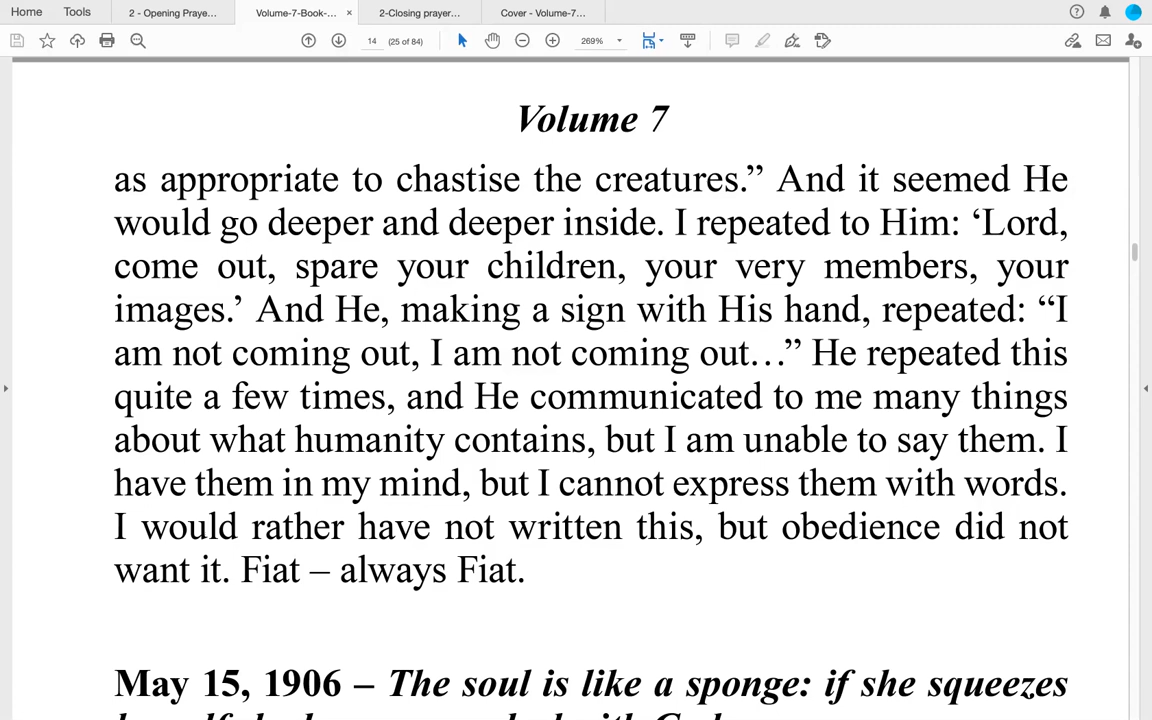 Home Tools 2 - Opening Praye... Volume-7-Book-... × 2-Closing prayer... Cover - Volume-7...
14 (25 of 84) 269%
Volume 7
as appropriate to chastise the creatures.” And it seemed He
would go deeper and deeper inside. I repeated to Him: ‘Lord,
come out, spare your children, your very members, your
images.’ And He, making a sign with His hand, repeated: “I
am not coming out, I am not coming out…” He repeated this
quite a few times, and He communicated to me many things
about what humanity contains, but I am unable to say them. I
have them in my mind, but I cannot express them with words.
I would rather have not written this, but obedience did not
want it. Fiat – always Fiat.
May 15, 1906 – The soul is like a sponge: if she squeezes